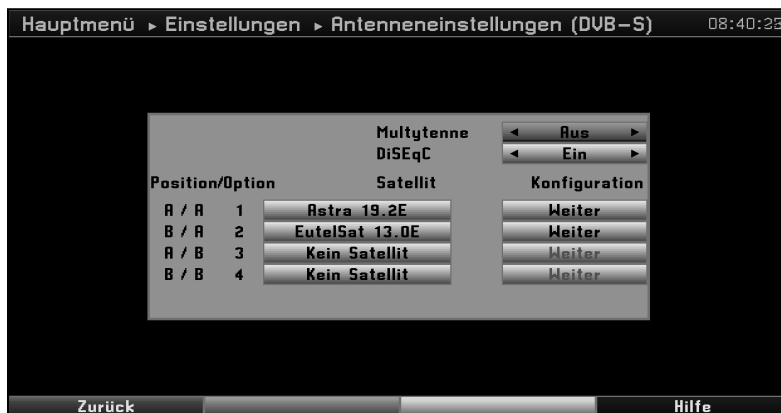 Hauptmenü ▸ Einstellungen ▸ Antenneneinstellungen (DVB-S) 08:40:23
Multytenne ◄ Aus ►
DiSEqC ◄ Ein ►
Position/Option Satellit Konfiguration
A / A 1 Astra 19.2E Weiter
B / A 2 EutelSat 13.0E Weiter
A / B 3 Kein Satellit Weiter
B / B 4 Kein Satellit Weiter
Zurück Hilfe